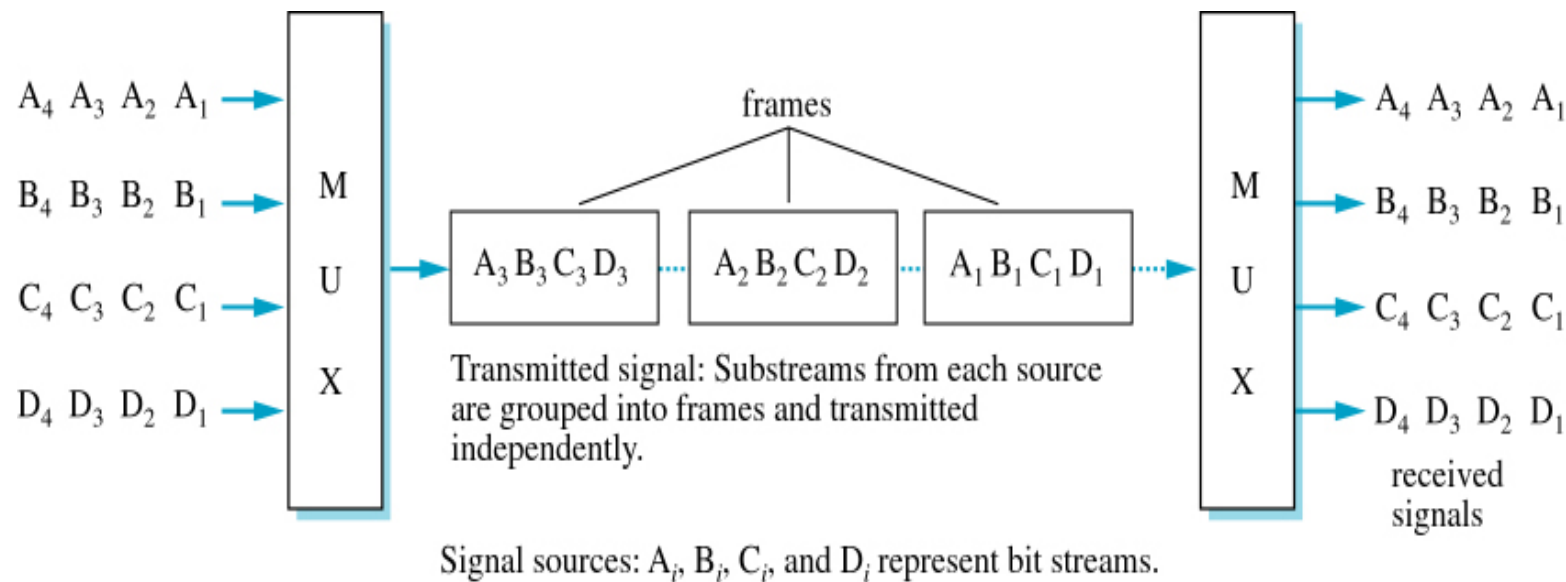 frames
A₄ A₃ A₂ A₁
B₄ B₃ B₂ B₁
C₄ C₃ C₂ C₁
D₄ D₃ D₂ D₁
M
U
X
A₃ B₃ C₃ D₃
A₂ B₂ C₂ D₂
A₁ B₁ C₁ D₁
Transmitted signal: Substreams from each source
are grouped into frames and transmitted
independently.
M
U
X
A₄ A₃ A₂ A₁
B₄ B₃ B₂ B₁
C₄ C₃ C₂ C₁
D₄ D₃ D₂ D₁
received
signals
Signal sources: Aᵢ, Bᵢ, Cᵢ, and Dᵢ represent bit streams.